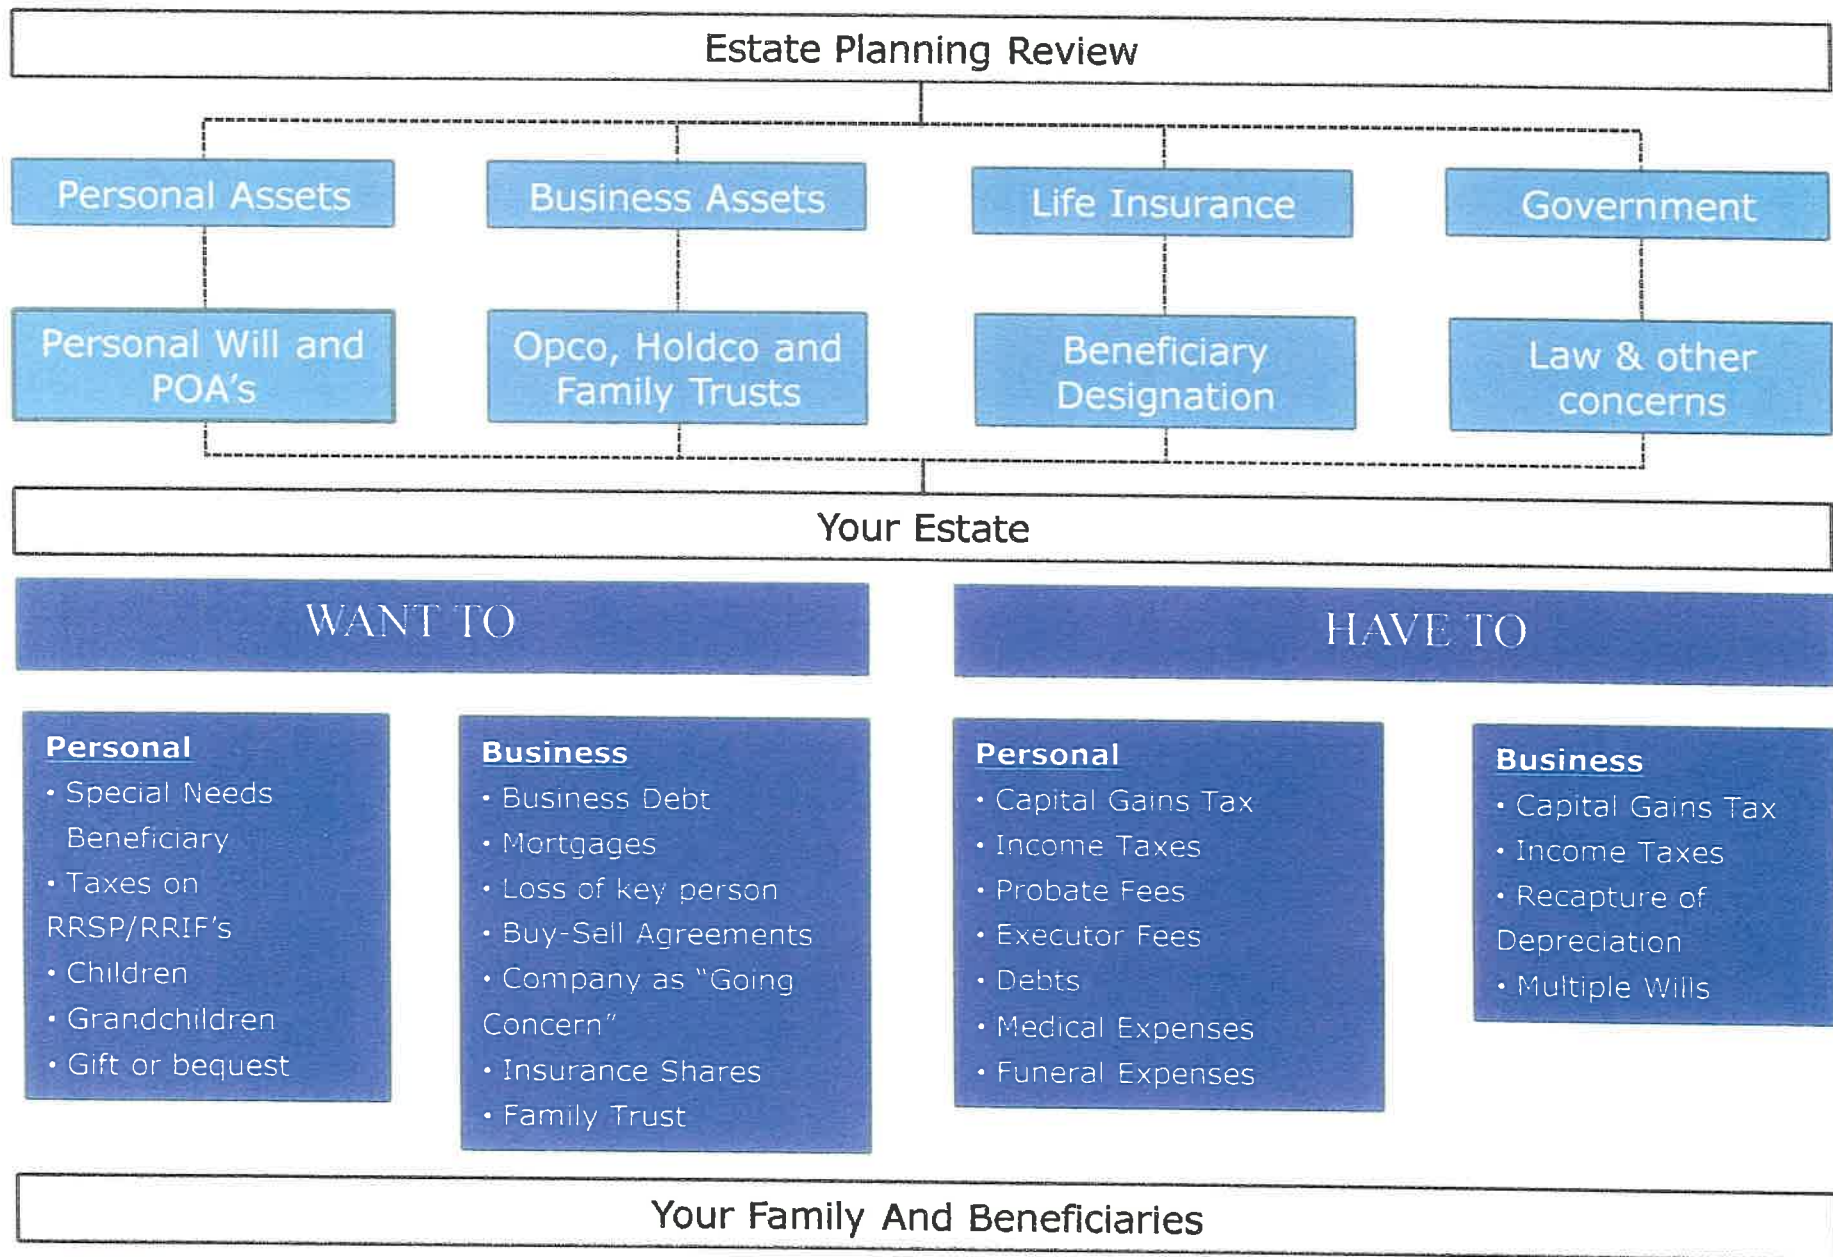 Estate Planning Review
Personal Assets
Business Assets
Life Insurance
Government
Personal Will and
POA's
Opco, Holdco and
Family Trusts
Beneficiary
Designation
Law & other
concerns
Your Estate
WANT TO
HAVE TO
Personal
• Special Needs
Beneficiary
• Taxes on
RRSP/RRIF's
• Children
• Grandchildren
• Gift or bequest
Business
• Business Debt
• Mortgages
• Loss of key person
• Buy-Sell Agreements
• Company as "Going
Concern"
• Insurance Shares
• Family Trust
Personal
• Capital Gains Tax
• Income Taxes
• Probate Fees
• Executor Fees
• Debts
• Medical Expenses
• Funeral Expenses
Business
• Capital Gains Tax
• Income Taxes
• Recapture of
Depreciation
• Multiple Wills
Your Family And Beneficiaries